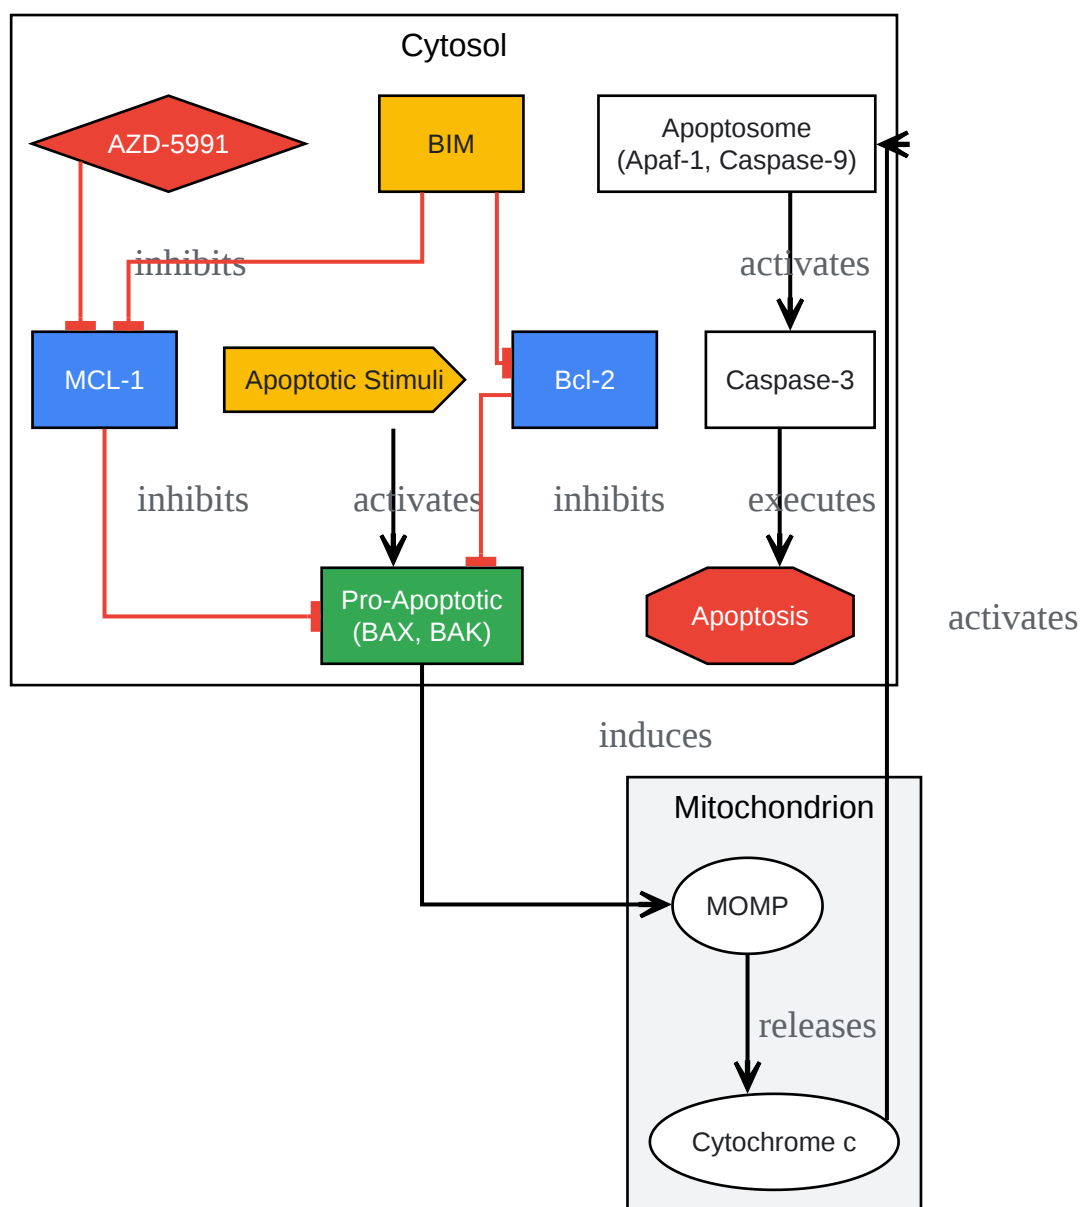 Cytosol
AZD-5991
BIM
Apoptosome
(Apaf-1, Caspase-9)
inhibits
activates
MCL-1
Apoptotic Stimuli
Bcl-2
Caspase-3
inhibits
activates
inhibits
executes
Pro-Apoptotic
(BAX, BAK)
Apoptosis
activates
induces
Mitochondrion
MOMP
releases
Cytochrome c